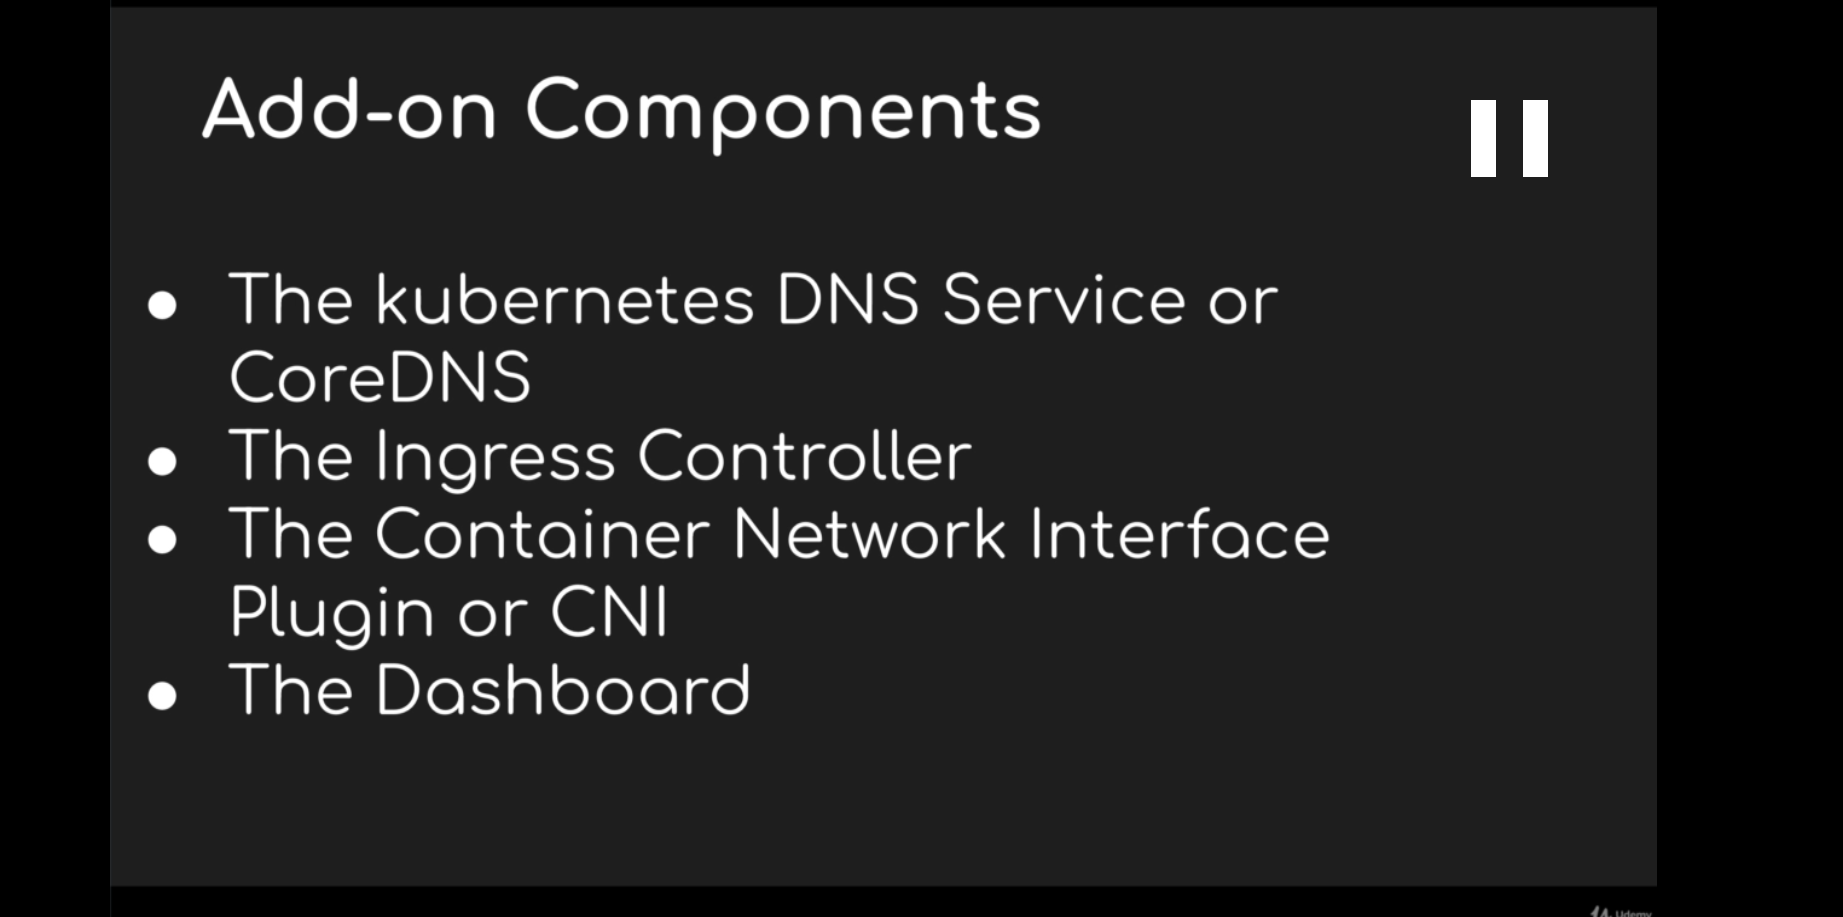 Add-on Components
● The kubernetes DNS Service or
CoreDNS
● The Ingress Controller
● The Container Network Interface
Plugin or CNI
● The Dashboard
Udemy